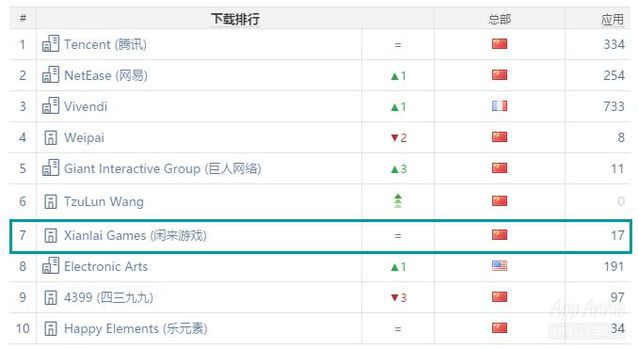 # 下载排行 总部 应用
1 Tencent (腾讯) = 334
2 NetEase (网易) ▲1 254
3 Vivendi ▲1 733
4 Weipai ▼2 8
5 Giant Interactive Group (巨人网络) ▲3 11
6 TzuLun Wang 0
7 Xianlai Games (闲来游戏) = 17
8 Electronic Arts ▲1 191
9 4399 (四三九九) ▼3 97
10 Happy Elements (乐元素) = 34
App Annie
INTELLIGENCE